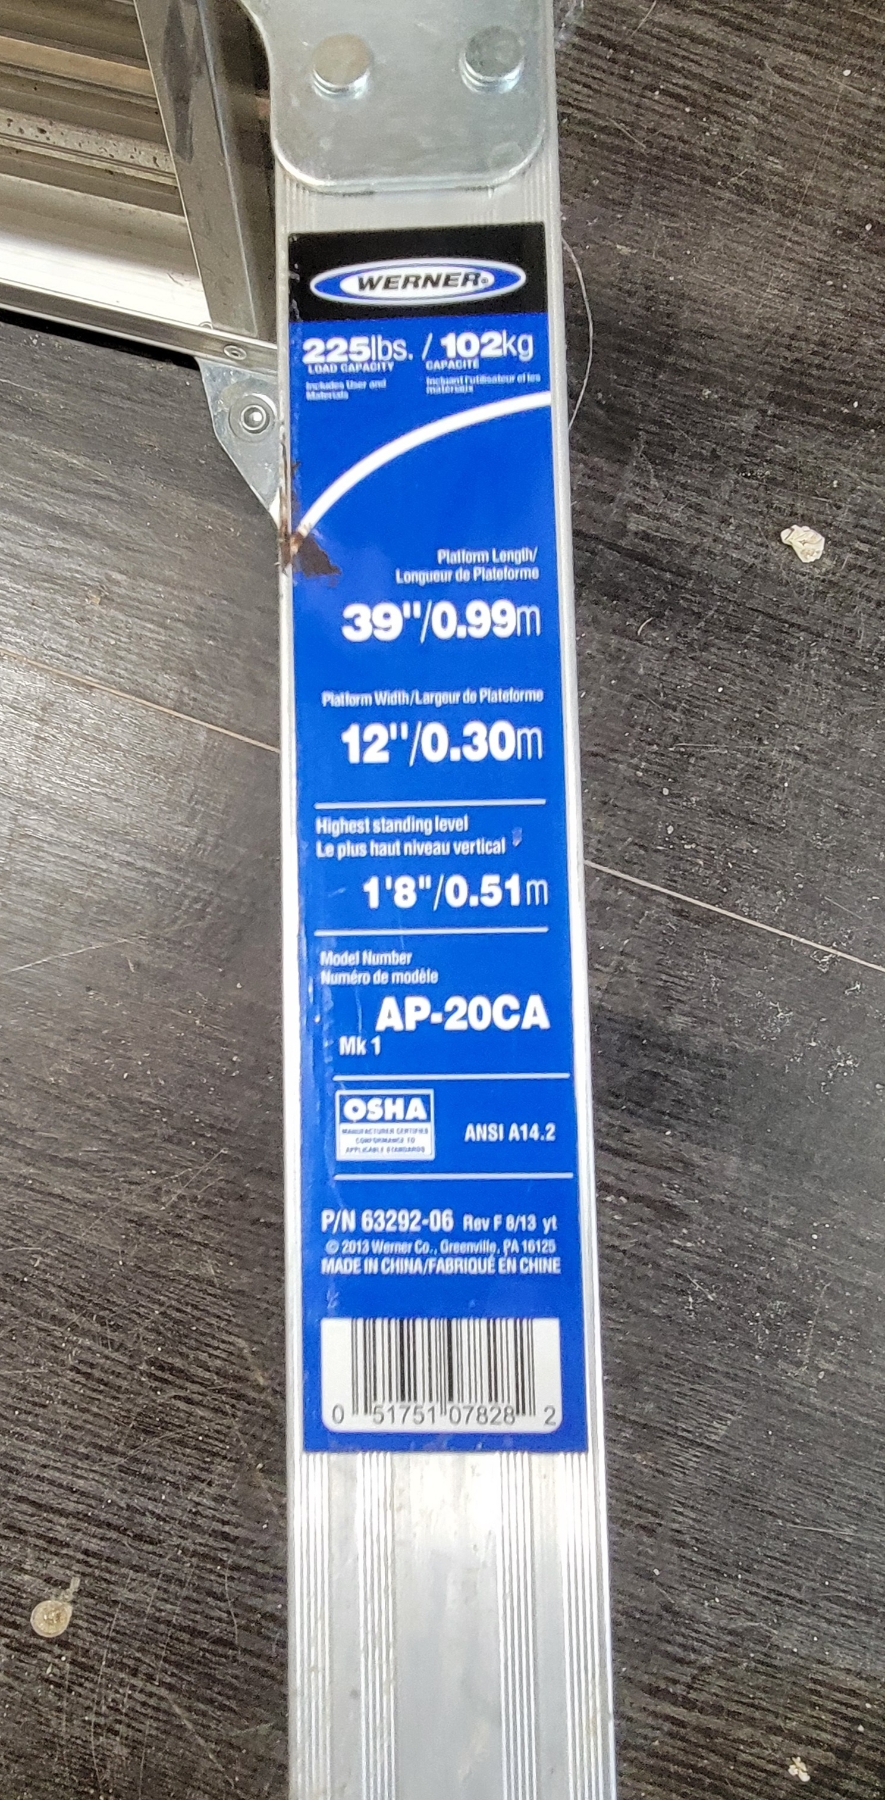 WERNER®
225lbs. / 102kg
LOAD CAPACITY CAPACITÉ
Includes User and Incluant l'utilisateur et les
Materials matériaux
Platform Length/
Longueur de Plateforme
39"/0.99m
Platform Width/Largeur de Plateforme
12"/0.30m
Highest standing level
Le plus haut niveau vertical
1'8"/0.51m
Model Number
Numéro de modèle
AP-20CA
Mk 1
OSHA
MANUFACTURER CERTIFIES
CONFORMANCE TO
APPLICABLE STANDARDS
ANSI A14.2
P/N 63292-06 Rev F 8/13 yt
© 2013 Werner Co., Greenville, PA 16125
MADE IN CHINA/FABRIQUÉ EN CHINE
0 51751 07828 2